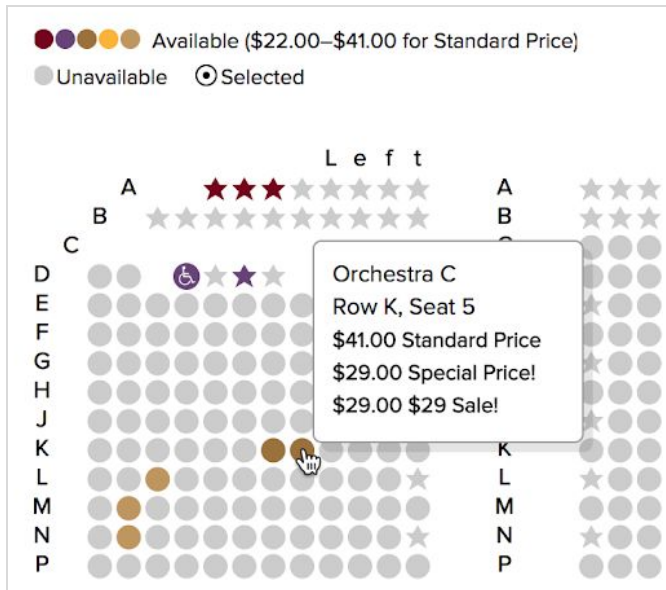 Available ($22.00–$41.00 for Standard Price)
Unavailable Selected
Left
A A
B B
C
D
E
F
G
H
J
K K
L L
M M
N N
P P
Orchestra C
Row K, Seat 5
$41.00 Standard Price
$29.00 Special Price!
$29.00 $29 Sale!